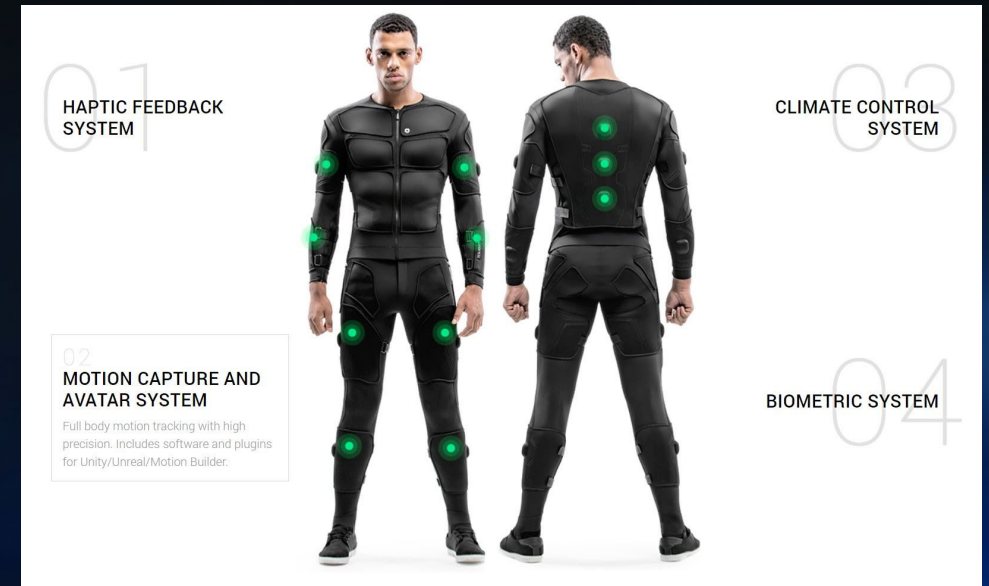 01
HAPTIC FEEDBACK
SYSTEM
02
MOTION CAPTURE AND
AVATAR SYSTEM
Full body motion tracking with high
precision. Includes software and plugins
for Unity/Unreal/Motion Builder.
03
CLIMATE CONTROL
SYSTEM
04
BIOMETRIC SYSTEM